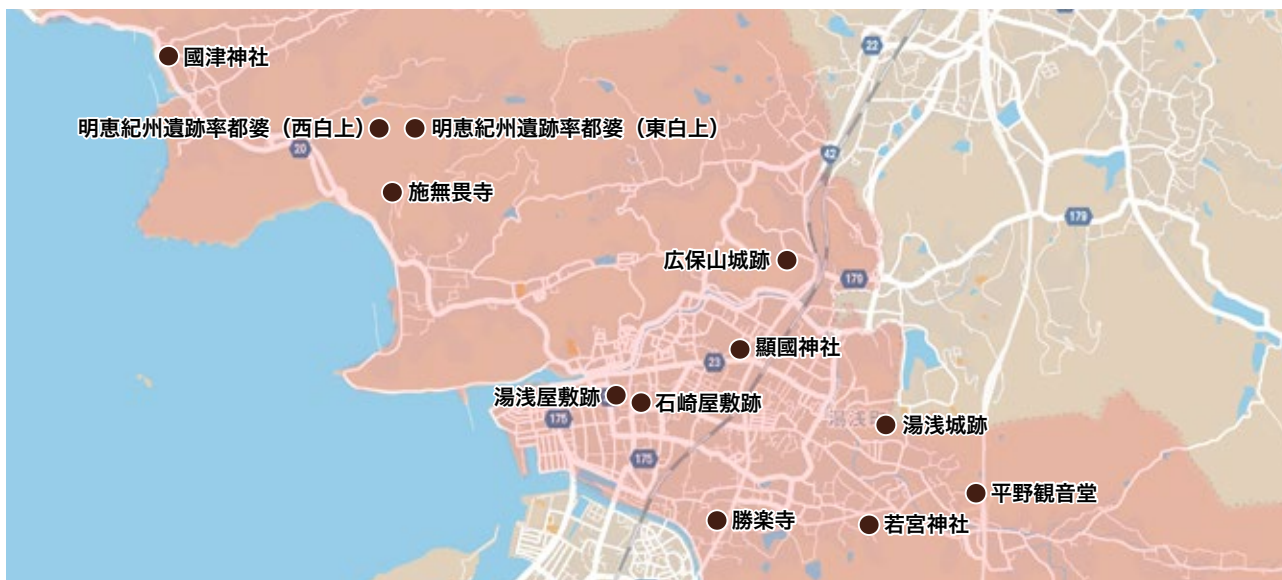 國津神社
22
明恵紀州遺跡率都婆（西白上）
明恵紀州遺跡率都婆（東白上）
20
42
施無畏寺
179
広保山城跡
179
顯國神社
23
湯浅屋敷跡
石崎屋敷跡
175
湯浅城跡
175
平野観音堂
勝楽寺
若宮神社